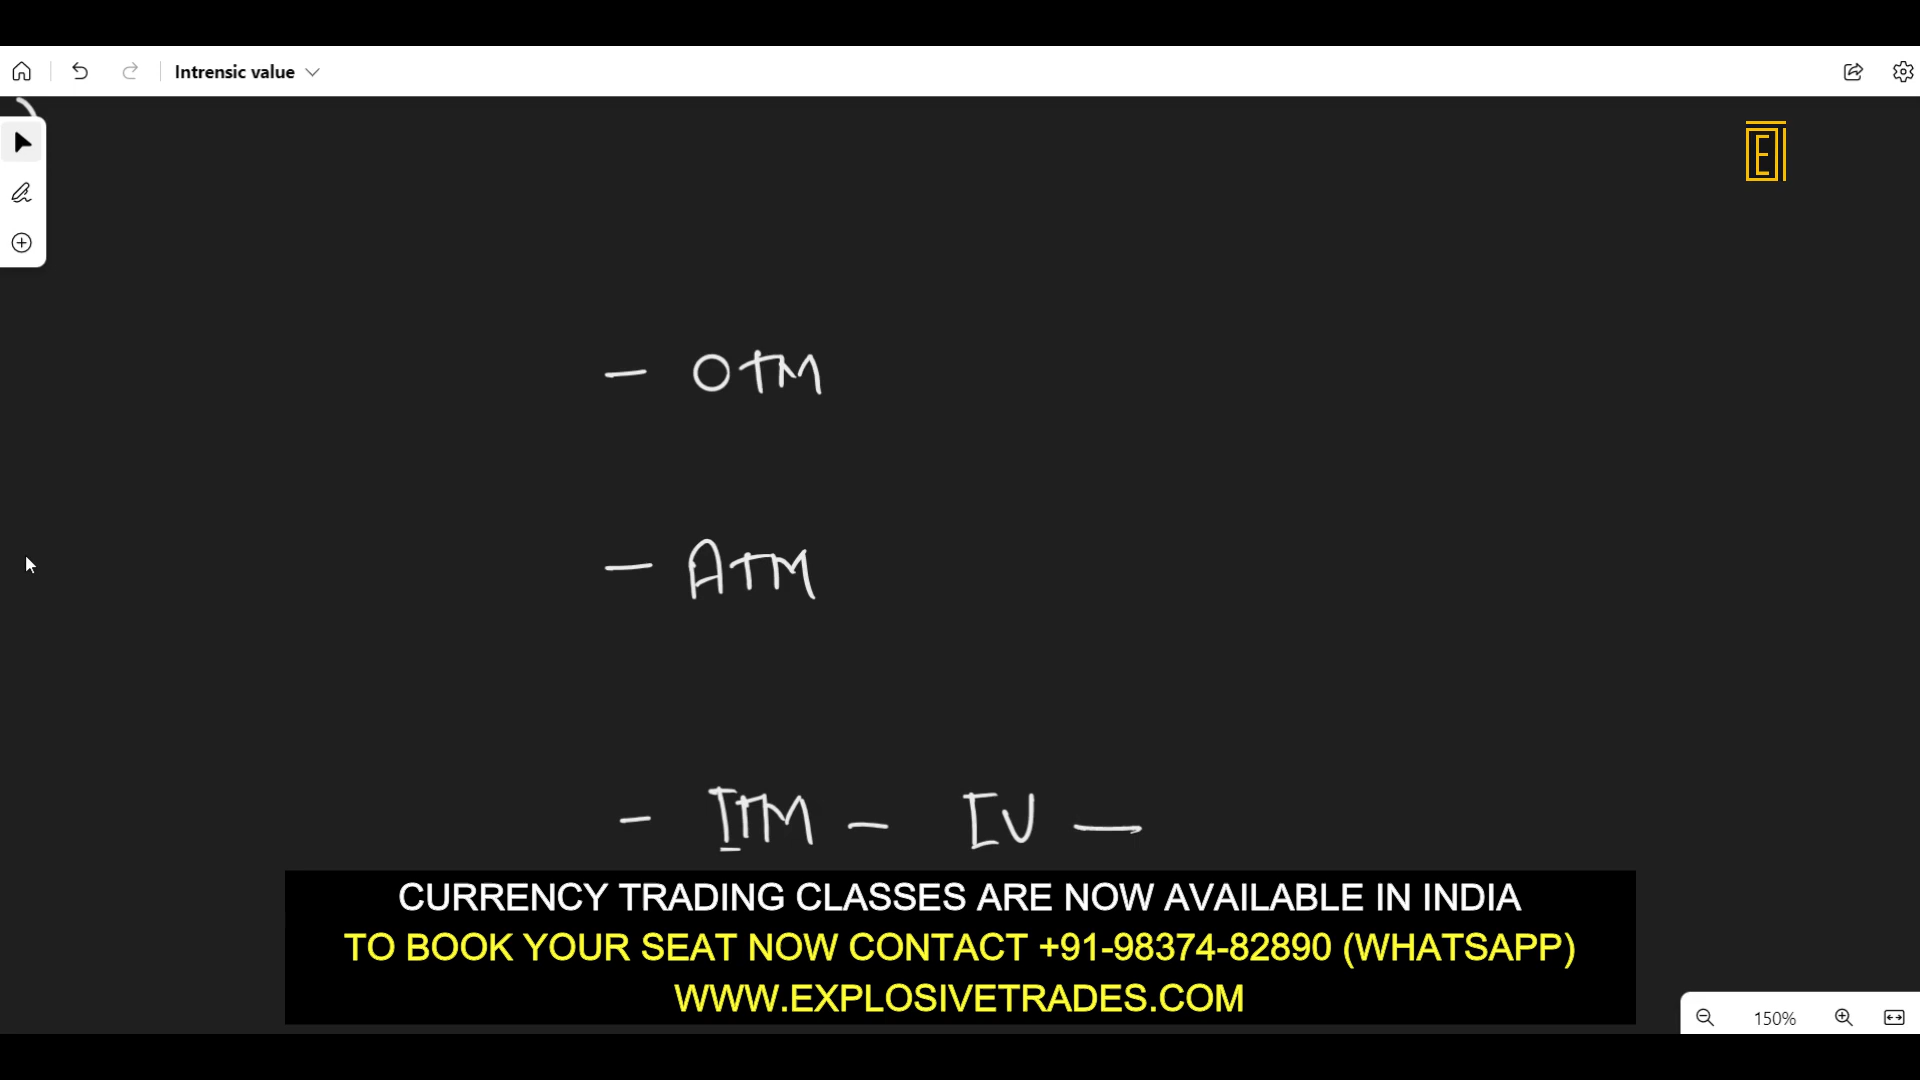 Intrensic value
E
- OTM
- ATM
- ITM - IV -
CURRENCY TRADING CLASSES ARE NOW AVAILABLE IN INDIA
TO BOOK YOUR SEAT NOW CONTACT +91-98374-82890 (WHATSAPP)
WWW.EXPLOSIVETRADES.COM
150%